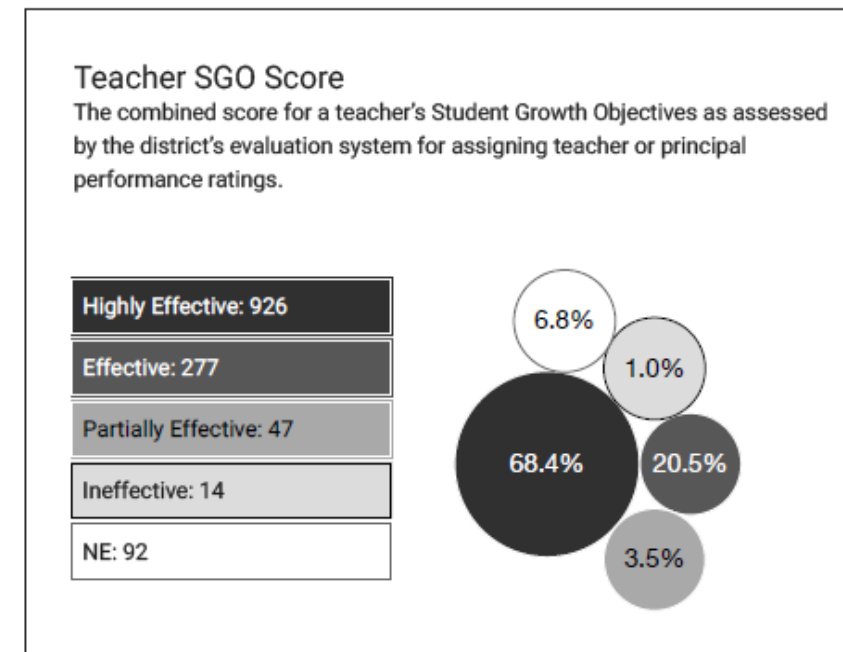 Teacher SGO Score
The combined score for a teacher’s Student Growth Objectives as assessed
by the district’s evaluation system for assigning teacher or principal
performance ratings.
Highly Effective: 926
Effective: 277
Partially Effective: 47
Ineffective: 14
NE: 92
6.8%
1.0%
68.4%
20.5%
3.5%